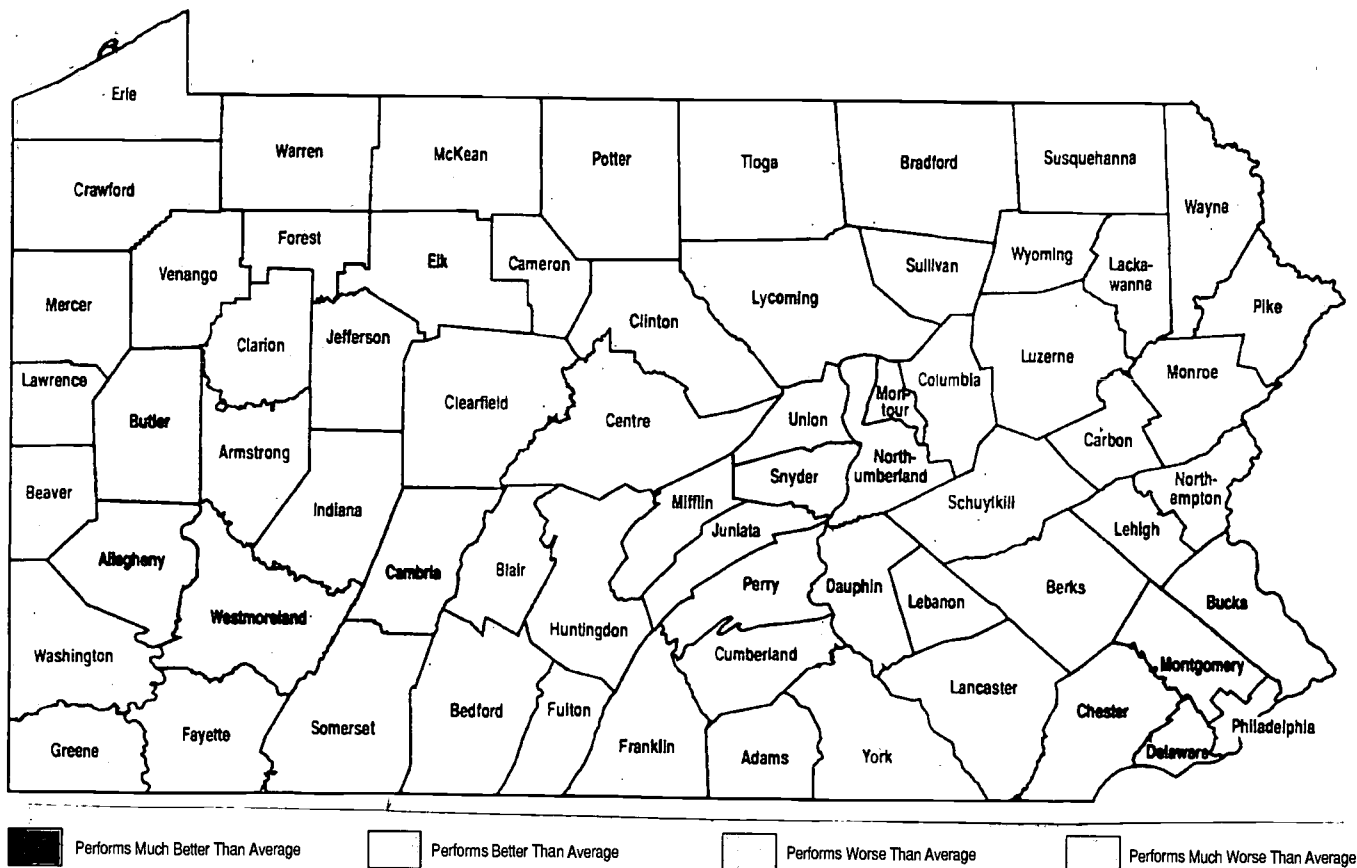 Erie
Warren
McKean
Potter
Tioga
Bradford
Susquehanna
Crawford
Wayne
Forest
Venango
Elk
Cameron
Sullivan
Wyoming
Lacka-
wanna
Mercer
Lycoming
Pike
Clinton
Clarion
Jefferson
Luzerne
Lawrence
Columbia
Monroe
Clearfield
Mon-
tour
Butler
Centre
Union
Carbon
Armstrong
Snyder
North-
umberland
North-
ampton
Beaver
Mifflin
Schuylkill
Indiana
Juniata
Lehigh
Allegheny
Cambria
Blair
Perry
Dauphin
Lebanon
Berks
Bucks
Westmoreland
Huntingdon
Washington
Cumberland
Montgomery
Lancaster
Bedford
Fulton
Chester
Philadelphia
Somerset
Fayette
Greene
Franklin
Adams
York
Delaware
Performs Much Better Than Average
Performs Better Than Average
Performs Worse Than Average
Performs Much Worse Than Average